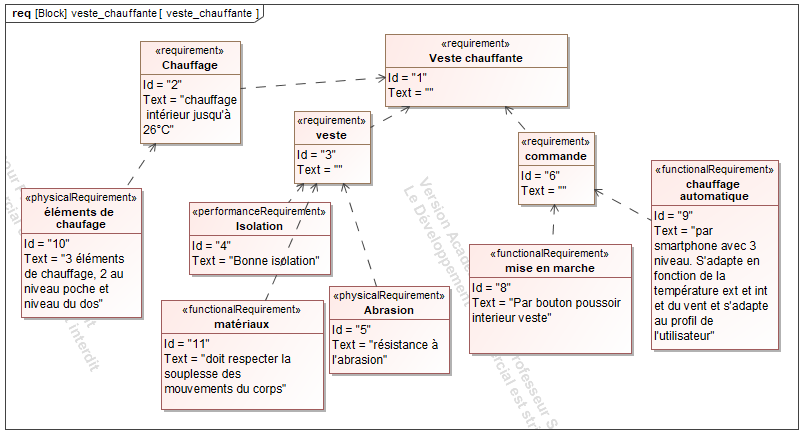 req [Block] veste_chauffante [ veste_chauffante ]
«requirement»
Chauffage
Id = "2"
Text = "chauffage
intérieur jusqu'à
26°C"
«requirement»
Veste chauffante
Id = "1"
Text = ""
«requirement»
veste
Id = "3"
Text = ""
«requirement»
commande
Id = "6"
Text = ""
«physicalRequirement»
éléments de
chaufage
Id = "10"
Text = "3 éléments
de chauffage, 2 au
niveau poche et
niveau du dos"
«performanceRequirement»
Isolation
Id = "4"
Text = "Bonne isolation"
«functionalRequirement»
matériaux
Id = "11"
Text = "doit respecter la
souplesse des
mouvements du corps"
«physicalRequirement»
Abrasion
Id = "5"
Text = "résistance à
l'abrasion"
«functionalRequirement»
mise en marche
Id = "8"
Text = "Par bouton poussoir
interieur veste"
«functionalRequirement»
chauffage
automatique
Id = "9"
Text = "par
smartphone avec 3
niveau. S'adapte en
fonction de la
température ext et int
et du vent et s'adapte
au profil de
l'utilisateur"
Version Acad
Le Développement
Interdit
rofesseur S
rcial est stri